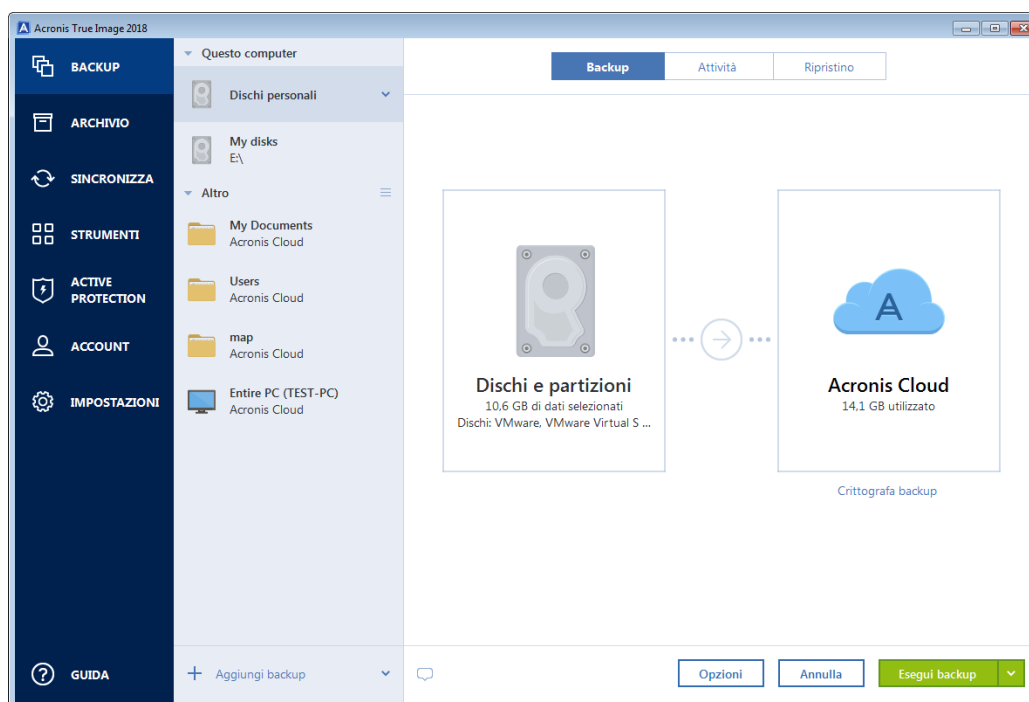 Acronis True Image 2018
BACKUP
ARCHIVIO
SINCRONIZZA
STRUMENTI
ACTIVE
PROTECTION
ACCOUNT
IMPOSTAZIONI
GUIDA
Questo computer
Dischi personali
My disks
E:\
Altro
My Documents
Acronis Cloud
Users
Acronis Cloud
map
Acronis Cloud
Entire PC (TEST-PC)
Acronis Cloud
Aggiungi backup
Backup
Attività
Ripristino
Dischi e partizioni
10,6 GB di dati selezionati
Dischi: VMware, VMware Virtual S ...
Acronis Cloud
14,1 GB utilizzato
Crittografa backup
Opzioni
Annulla
Esegui backup